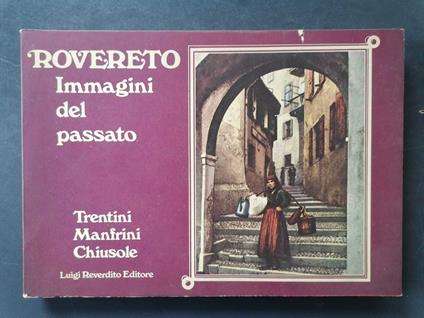 ROVERETO
Immagini
del
passato
Trentini
Manfrini
Chiusole
Luigi Reverdito Editore